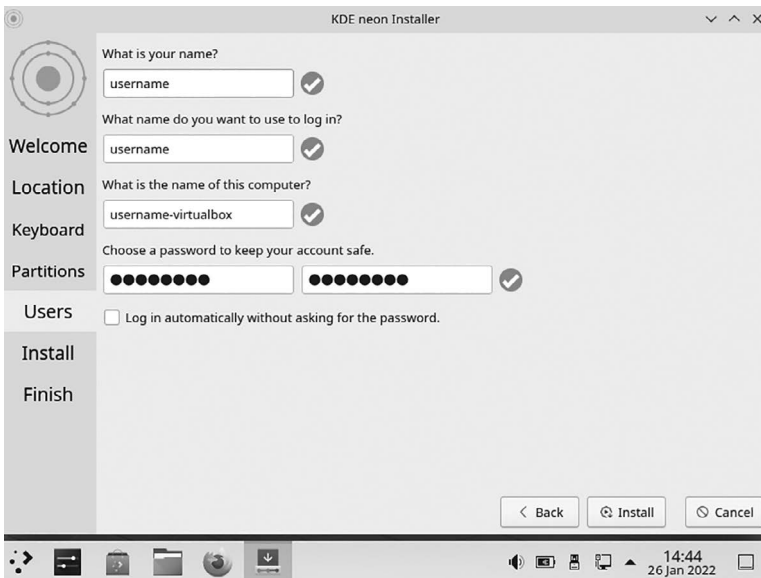 KDE neon Installer
What is your name?
username
What name do you want to use to log in?
username
What is the name of this computer?
username-virtualbox
Choose a password to keep your account safe.
●●●●●●●● ●●●●●●●●
Log in automatically without asking for the password.
Welcome
Location
Keyboard
Partitions
Users
Install
Finish
Back Install Cancel
14:44
26 Jan 2022